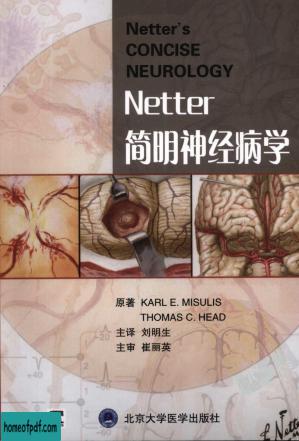 Netter's
CONCISE
NEUROLOGY
Netter
简明神经病学
原著 KARL E. MISULIS
THOMAS C. HEAD
主译 刘明生
主审 崔丽英
北京大学医学出版社
homeofpdf.com
Netter